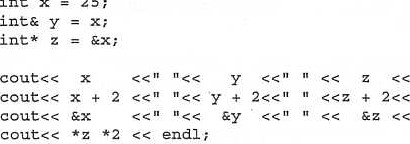 int x = 25;
int& y = x;
int* z = &x;
cout<< x <<" "<< y <<" " << z <<
cout<< x + 2 <<" "<< y + 2<<" " <<z + 2<<
cout<< &x <<" "<< &y <<" " << &z <<
cout<< *z *2 << endl;